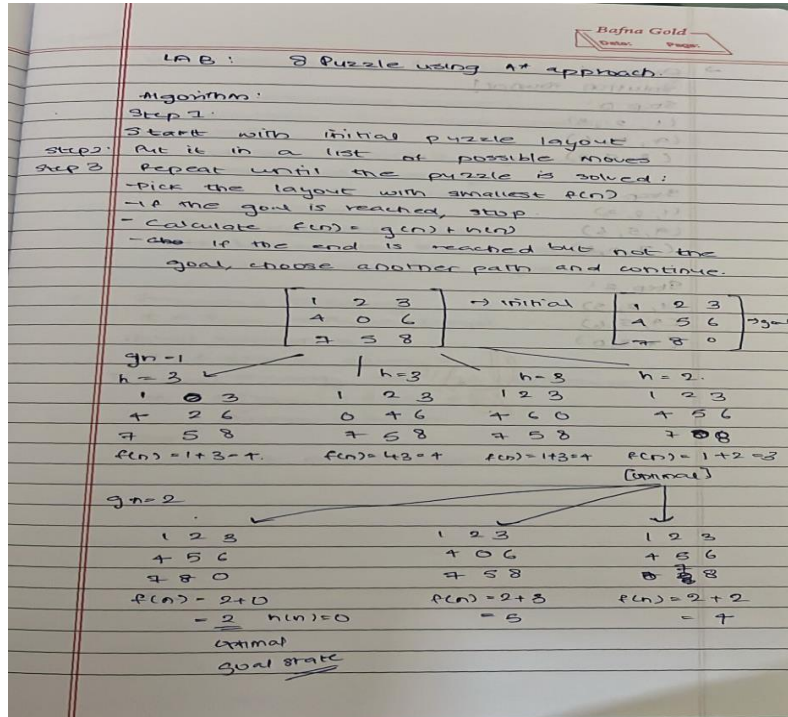 Bafna Gold
Date: Page:
LAB : 8 Puzzle using A* approach.
Algorithm :
Step 1 :
Start with initial puzzle layout
Step 2 : Put it in a list of possible moves
Step 3 Repeat until the puzzle is solved :
- Pick the layout with smallest f(n)
- If the goal is reached, stop
- Calculate f(n) = g(n) + h(n)
- If the end is reached but not the
goal, choose another path and continue.
1 2 3 → initial 1 2 3
4 0 6 4 5 6
7 5 8 7 8 0
gn = 1
h = 3 h = 3 h = 3 h = 2.
1 0 3 1 2 3 1 2 3 1 2 3
4 2 6 0 4 6 4 6 0 4 5 6
7 5 8 7 5 8 7 5 8 7 0 8
f(n) = 1 + 3 = 4. f(n) = 4 3 = 4 f(n) = 1+3 = 4 f(n) = 1 + 2 = 3
[optimal]
gn = 2
1 2 3 1 2 3 1 2 3
4 5 6 4 0 6 4 5 6
7 8 0 7 5 8 0 7 8
f(n) = 2 + 0 f(n) = 2 + 3 f(n) = 2 + 2
= 2 h(n) = 0 = 5 = 4
optimal
goal state